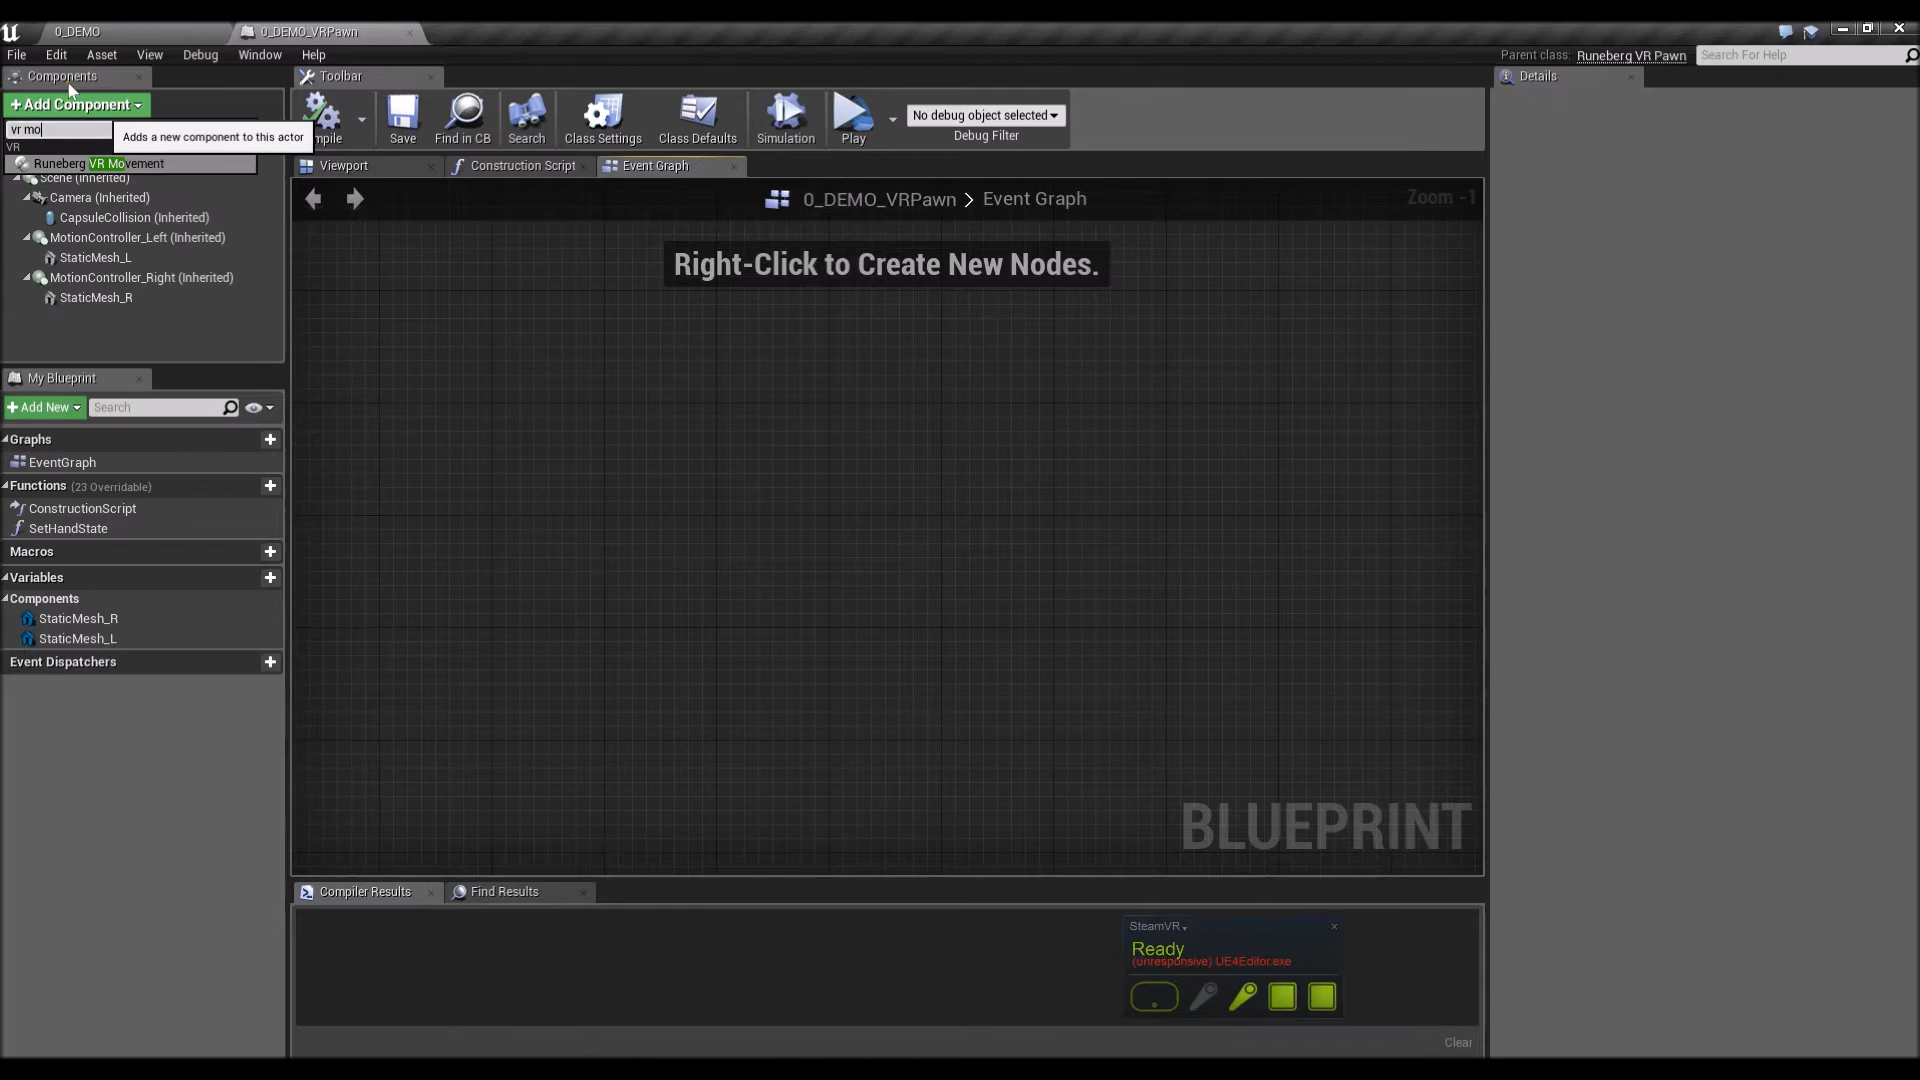 0_DEMO
0_DEMO_VRPawn
File Edit Asset View Debug Window Help
Parent class: Runeberg VR Pawn
Search For Help
Components
Toolbar
Details
+Add Component
vr mo
Adds a new component to this actor
VR
Runeberg VR Movement
Scene (Inherited)
Camera (Inherited)
CapsuleCollision (Inherited)
MotionController_Left (Inherited)
StaticMesh_L
MotionController_Right (Inherited)
StaticMesh_R
mpile
Save
Find in CB
Search
Class Settings
Class Defaults
Simulation
Play
No debug object selected
Debug Filter
Viewport
Construction Script
Event Graph
0_DEMO_VRPawn > Event Graph
Zoom -1
Right-Click to Create New Nodes.
BLUEPRINT
My Blueprint
+Add New
Search
Graphs
EventGraph
Functions (23 Overridable)
ConstructionScript
SetHandState
Macros
Variables
Components
StaticMesh_R
StaticMesh_L
Event Dispatchers
Compiler Results
Find Results
SteamVR
Ready
(unresponsive) UE4Editor.exe
Clear